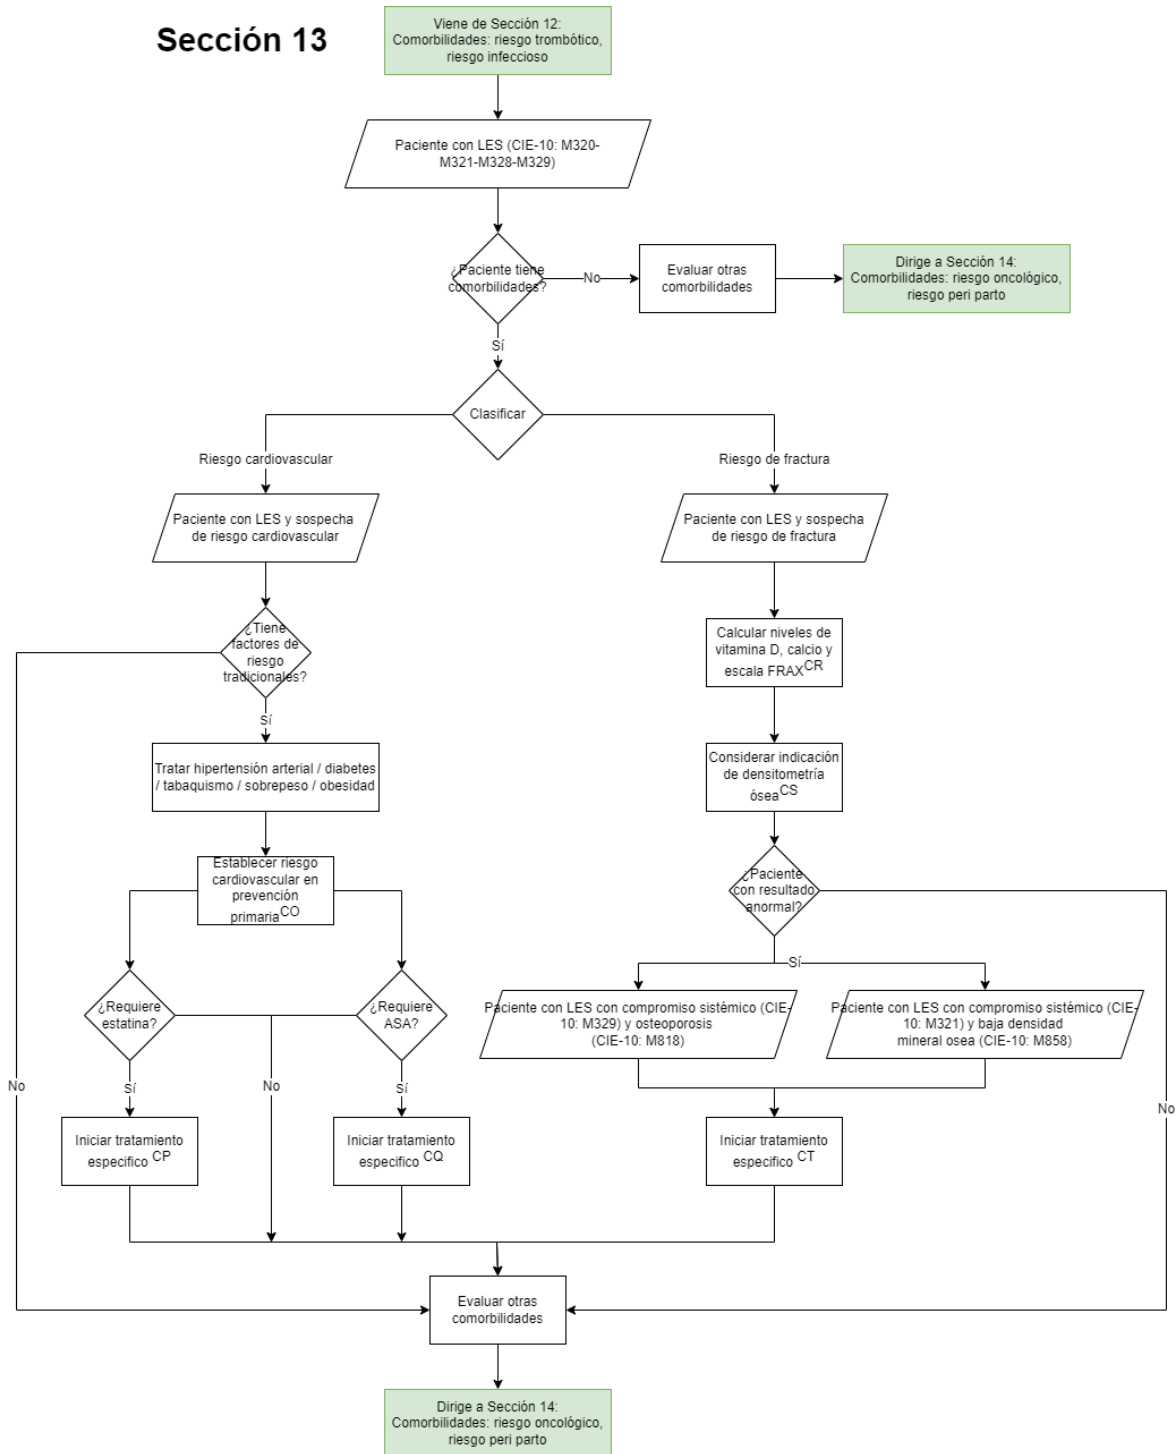 Sección 13
Viene de Sección 12:
Comorbilidades: riesgo trombótico,
riesgo infeccioso
Paciente con LES (CIE-10: M320-
M321-M328-M329)
¿Paciente tiene
comorbilidades?
No
Evaluar otras
comorbilidades
Dirige a Sección 14:
Comorbilidades: riesgo oncológico,
riesgo peri parto
Sí
Clasificar
Riesgo cardiovascular
Riesgo de fractura
Paciente con LES y sospecha
de riesgo cardiovascular
Paciente con LES y sospecha
de riesgo de fractura
¿Tiene
factores de
riesgo
tradicionales?
Calcular niveles de
vitamina D, calcio y
escala FRAXCR
Sí
Tratar hipertensión arterial / diabetes
/ tabaquismo / sobrepeso / obesidad
Considerar indicación
de densitometría
óseaCS
Establecer riesgo
cardiovascular en
prevención
primariaCO
¿Paciente
con resultado
anormal?
Sí
¿Requiere
estatina?
¿Requiere
ASA?
Paciente con LES con compromiso sistémico (CIE-
10: M329) y osteoporosis
(CIE-10: M818)
Paciente con LES con compromiso sistémico (CIE-
10: M321) y baja densidad
mineral osea (CIE-10: M858)
No
Sí
No
Sí
No
Iniciar tratamiento
especifico CP
Iniciar tratamiento
especifico CQ
Iniciar tratamiento
especifico CT
Evaluar otras
comorbilidades
Dirige a Sección 14:
Comorbilidades: riesgo oncológico,
riesgo peri parto